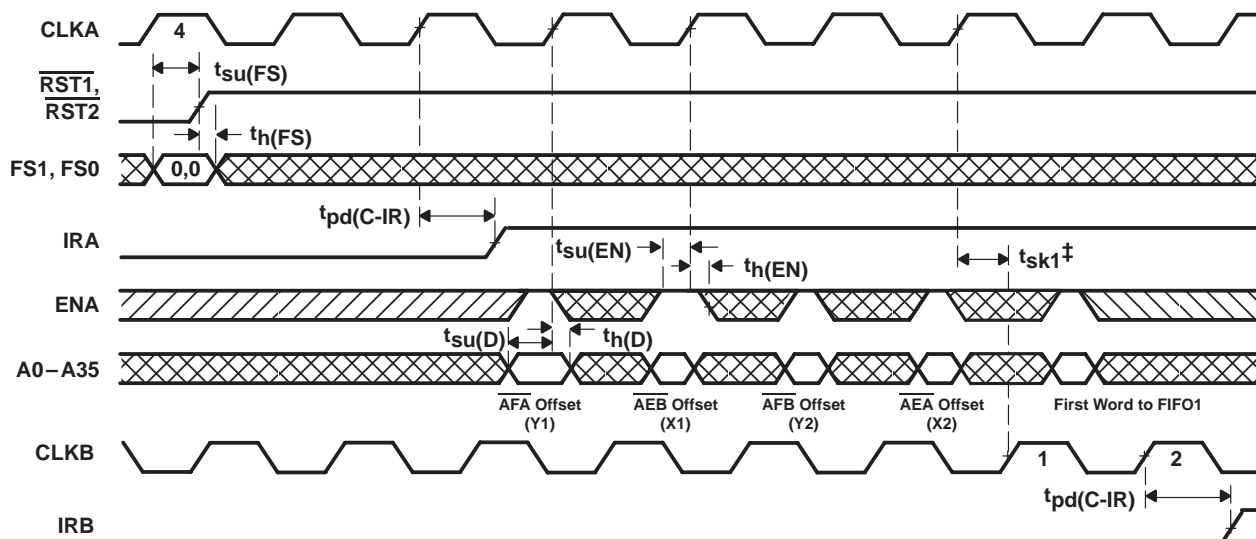 CLKA
4
tsu(FS)
RST1,
RST2
th(FS)
FS1, FS0
0,0
tpd(C-IR)
IRA
tsu(EN)
th(EN)
tsk1‡
ENA
tsu(D)
th(D)
A0–A35
AFA Offset
(Y1)
AEB Offset
(X1)
AFB Offset
(Y2)
AEA Offset
(X2)
First Word to FIFO1
CLKB
1
2
tpd(C-IR)
IRB